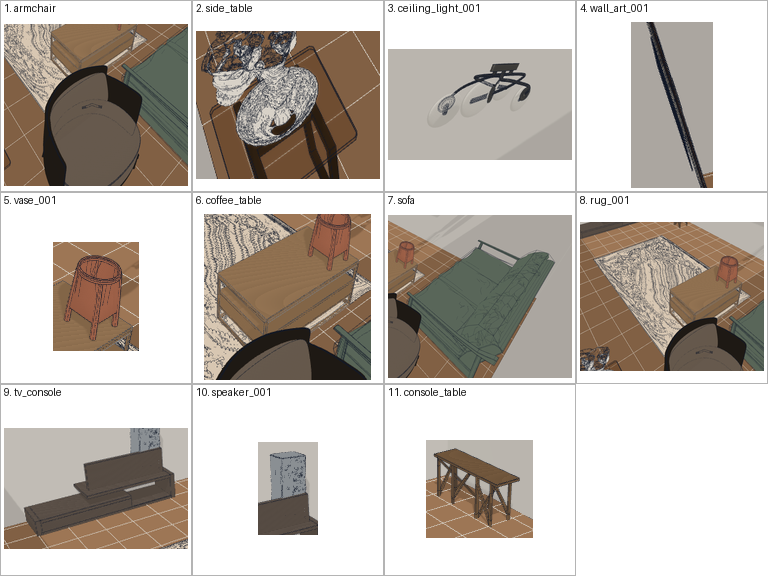 1. armchair
2. side_table
3. ceiling_light_001
4. wall_art_001
5. vase_001
6. coffee_table
7. sofa
8. rug_001
9. tv_console
10. speaker_001
11. console_table